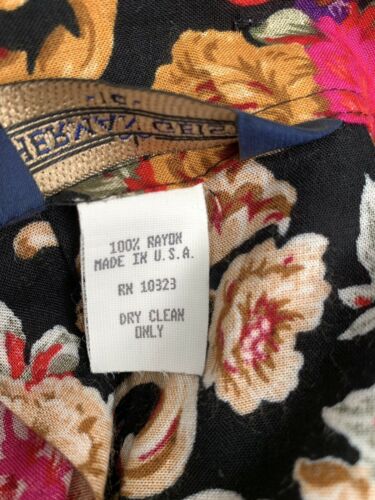 100% RAYON
MADE IN U.S.A.
RN 10323
DRY CLEAN
ONLY